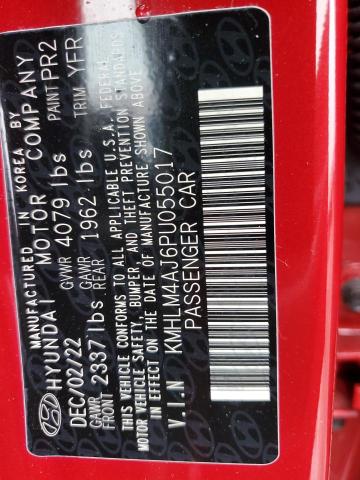 MANUFACTURED IN KOREA BY
HYUNDAI MOTOR COMPANY
DEC/02/22 GVWR 4079 lbs PAINT PR2
GAWR FRONT 2337 lbs GAWR REAR 1962 lbs TRIM YFR
THIS VEHICLE CONFORMS TO ALL APPLICABLE U.S.A. FEDERAL
MOTOR VEHICLE SAFETY, BUMPER, AND THEFT PREVENTION STANDARDS
IN EFFECT ON THE DATE OF MANUFACTURE SHOWN ABOVE
V.I.N KMHLM4AJ6PU055017
PASSENGER CAR